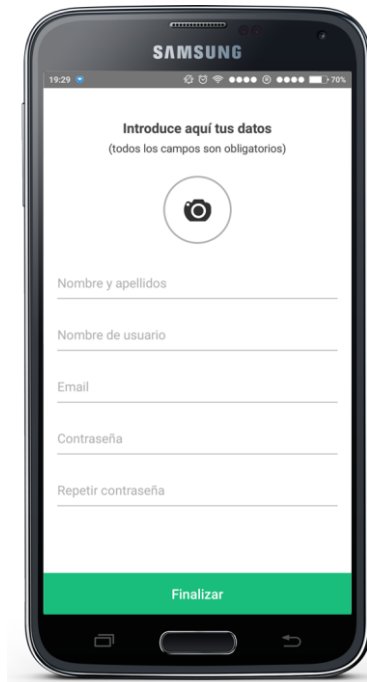 SAMSUNG
19:29 70%
Introduce aquí tus datos
(todos los campos son obligatorios)
Nombre y apellidos
Nombre de usuario
Email
Contraseña
Repetir contraseña
Finalizar